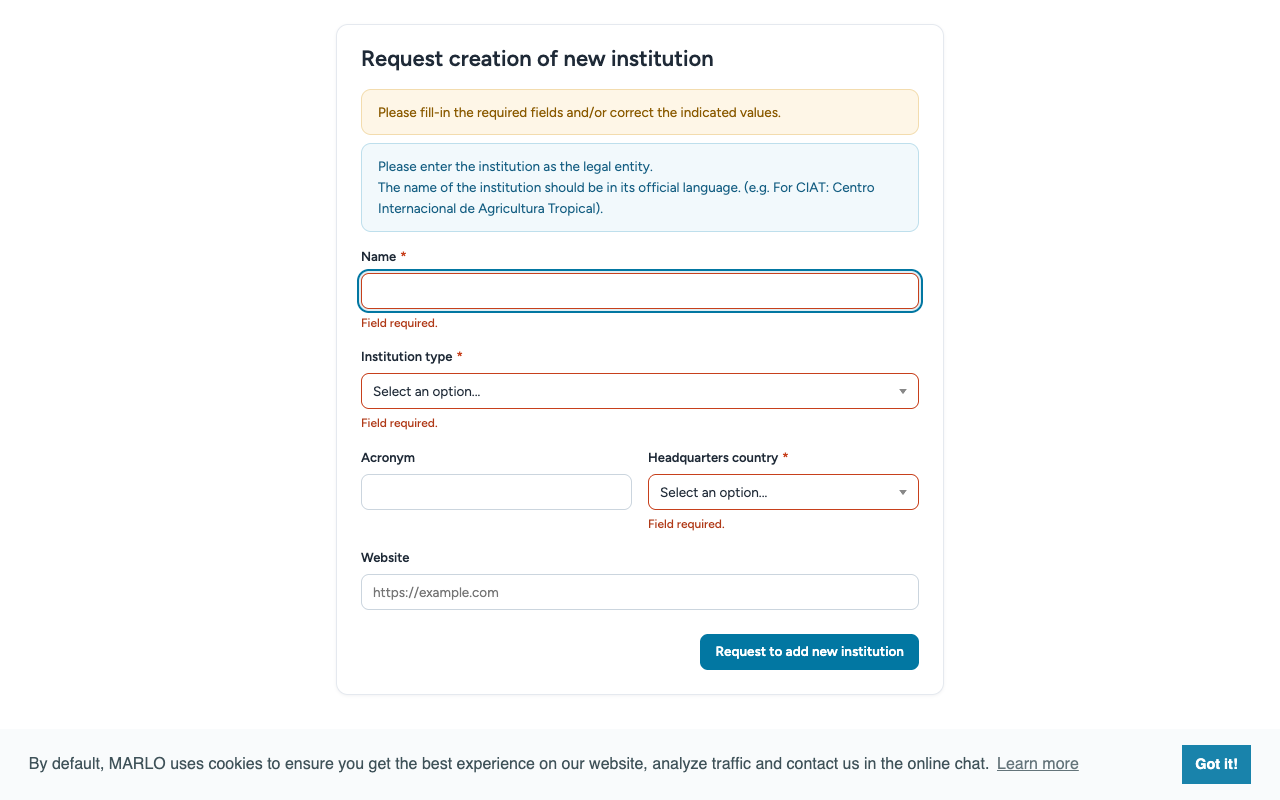 Request creation of new institution
Please fill-in the required fields and/or correct the indicated values.
Please enter the institution as the legal entity.
The name of the institution should be in its official language. (e.g. For CIAT: Centro
Internacional de Agricultura Tropical).
Name *
Field required.
Institution type *
Select an option...
Field required.
Acronym
Headquarters country *
Select an option...
Field required.
Website
https://example.com
Request to add new institution
By default, MARLO uses cookies to ensure you get the best experience on our website, analyze traffic and contact us in the online chat. Learn more
Got it!